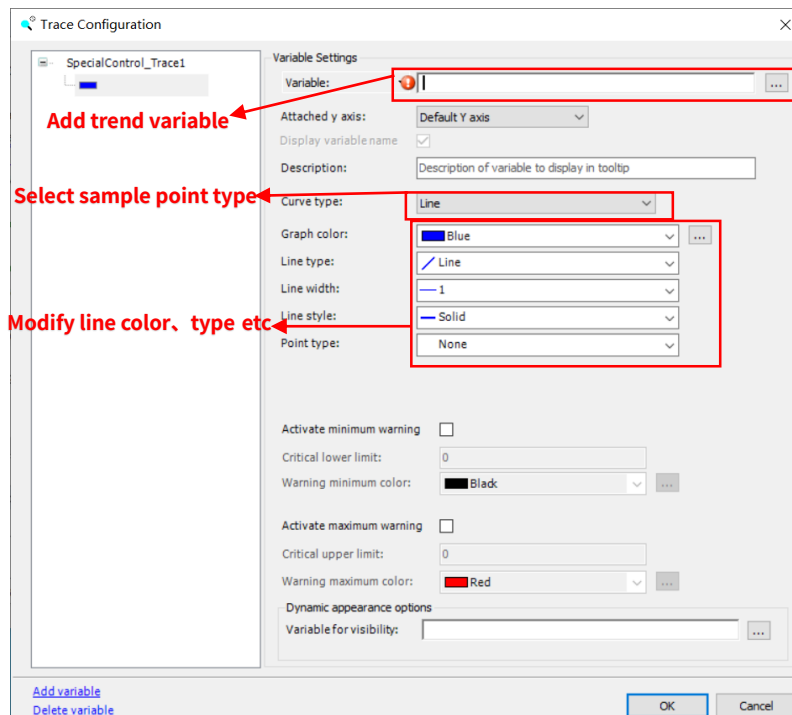 Trace Configuration
SpecialControl_Trace1
Variable Settings
Variable:
...
Add trend variable
Attached y axis: Default Y axis
Display variable name
Description: Description of variable to display in tooltip
Select sample point type
Curve type: Line
Graph color: Blue ...
Line type: Line
Line width: 1
Modify line color、type etc
Line style: Solid
Point type: None
Activate minimum warning
Critical lower limit: 0
Warning minimum color: Black ...
Activate maximum warning
Critical upper limit: 0
Warning maximum color: Red ...
Dynamic appearance options
Variable for visibility: ...
Add variable
Delete variable
OK Cancel